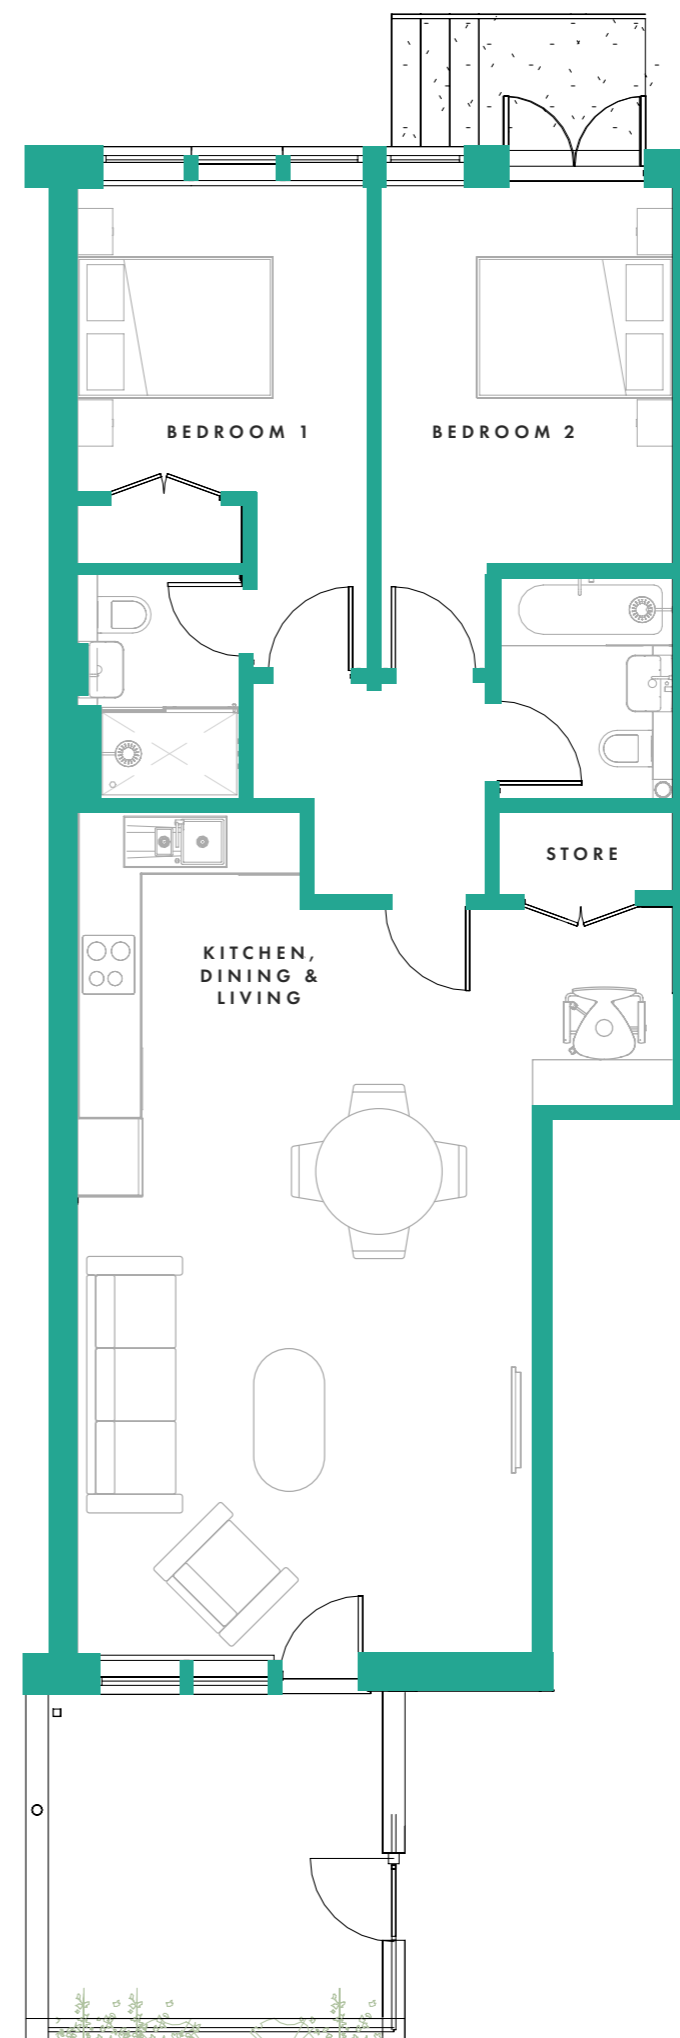 BEDROOM 1
BEDROOM 2
STORE
KITCHEN,
DINING &
LIVING